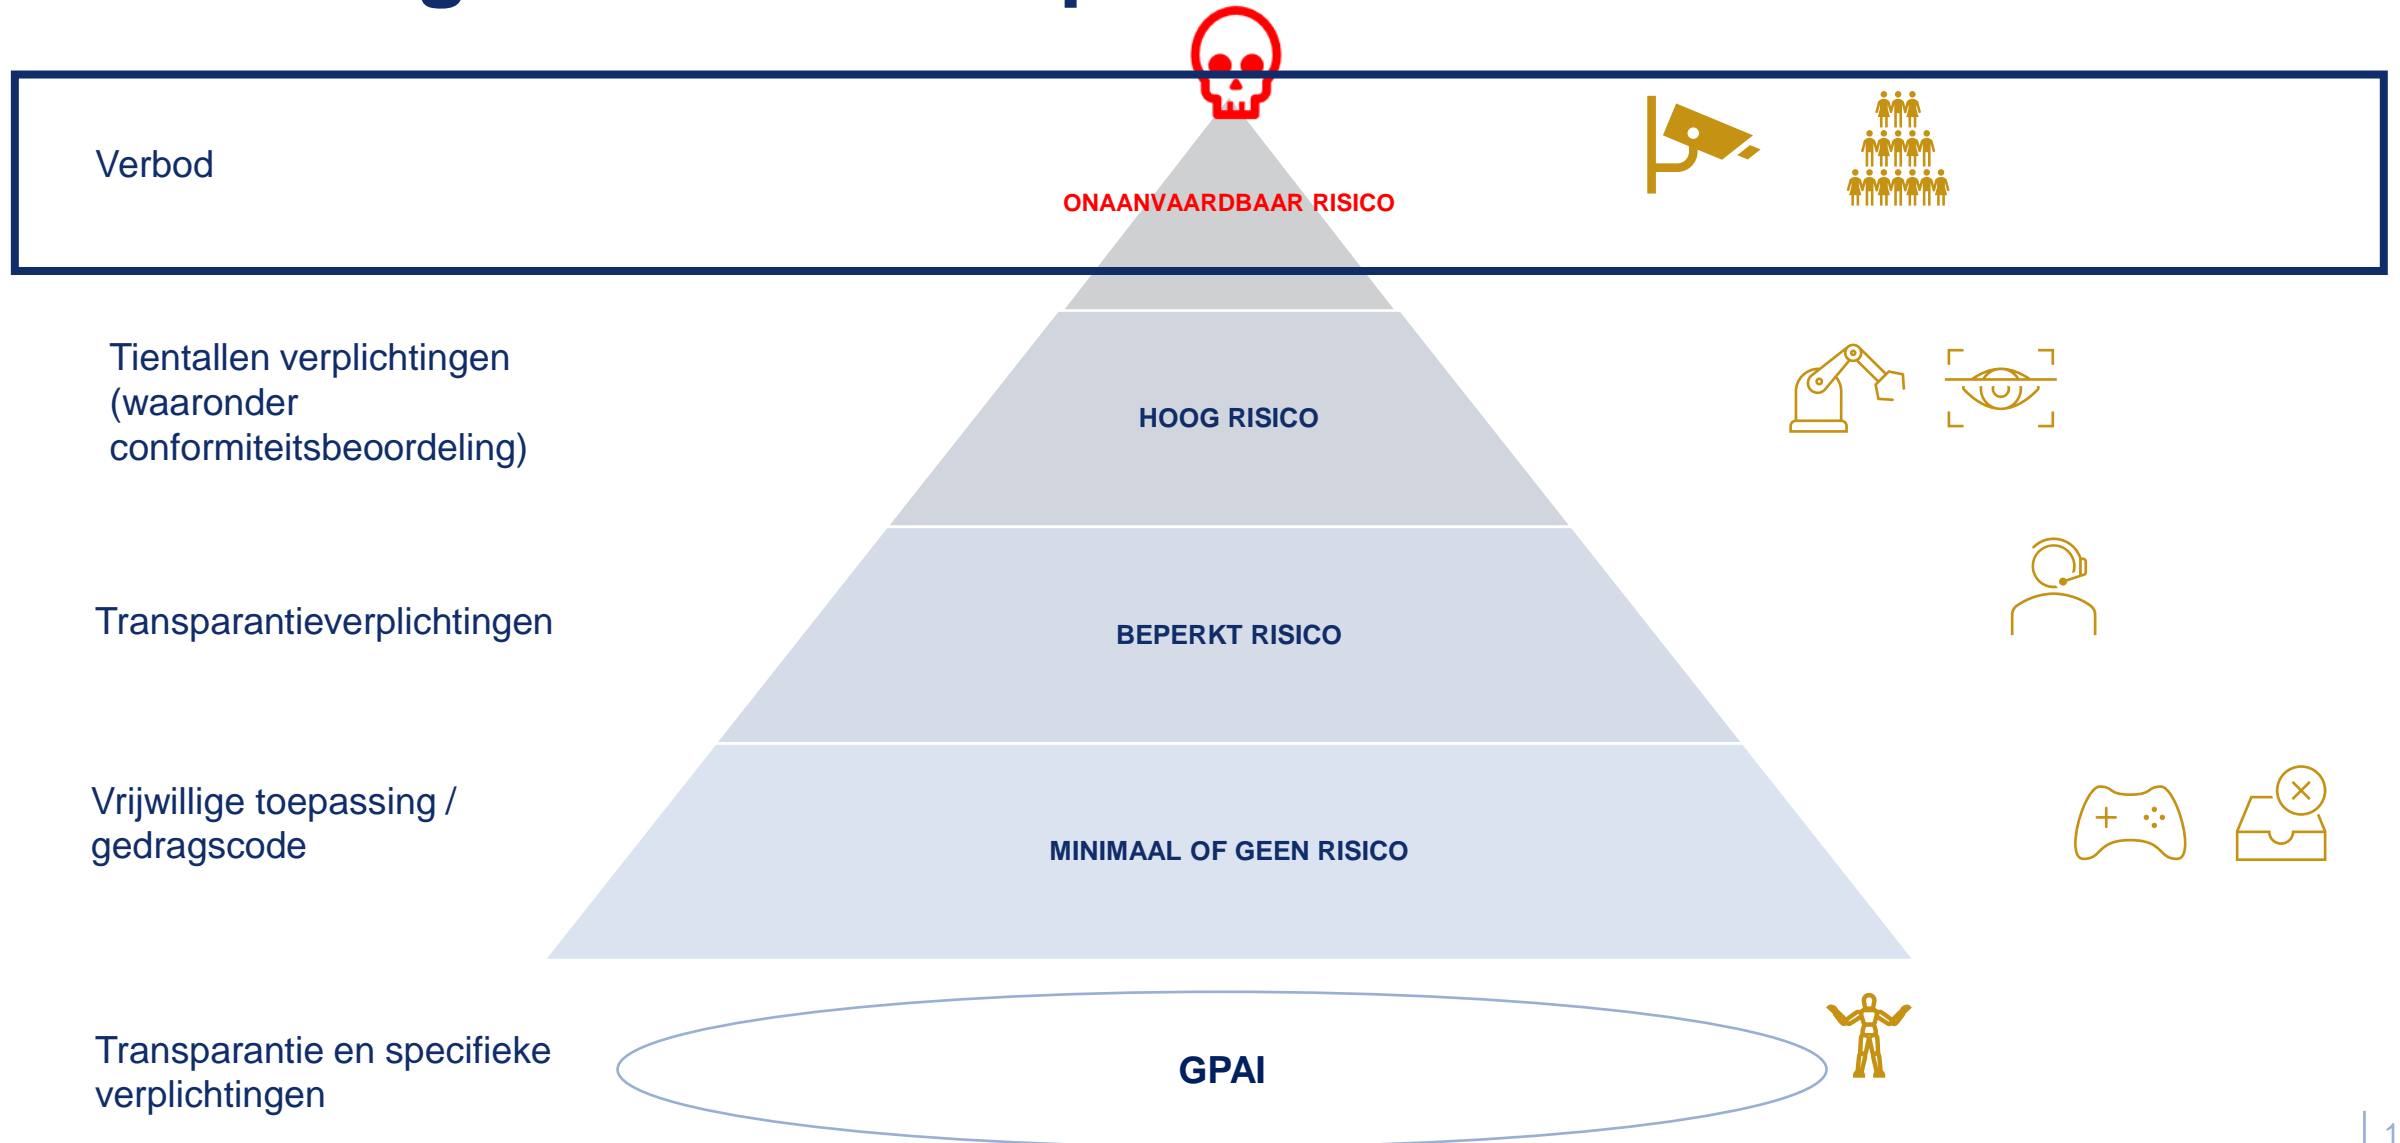 Verbod
ONAANVAARDBAAR RISICO
Tientallen verplichtingen
(waaronder
conformiteitsbeoordeling)
HOOG RISICO
Transparantieverplichtingen
BEPERKT RISICO
Vrijwillige toepassing /
gedragscode
MINIMAAL OF GEEN RISICO
Transparantie en specifieke
verplichtingen
GPAI